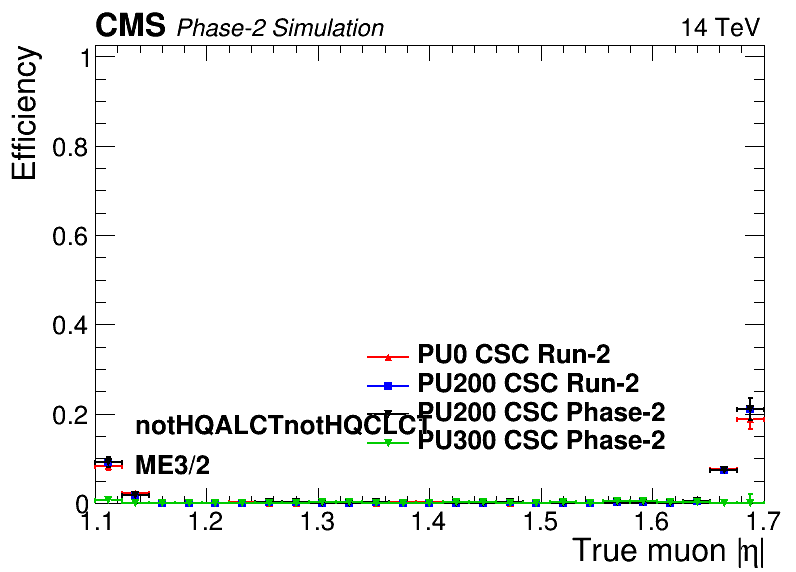 CMS Phase-2 Simulation 14 TeV
Efficiency
1
0.8
0.6
0.4
0.2
0
PU0 CSC Run-2
PU200 CSC Run-2
PU200 CSC Phase-2
PU300 CSC Phase-2
notHQALCTnotHQCLCT
ME3/2
1.1 1.2 1.3 1.4 1.5 1.6 1.7
True muon |η|